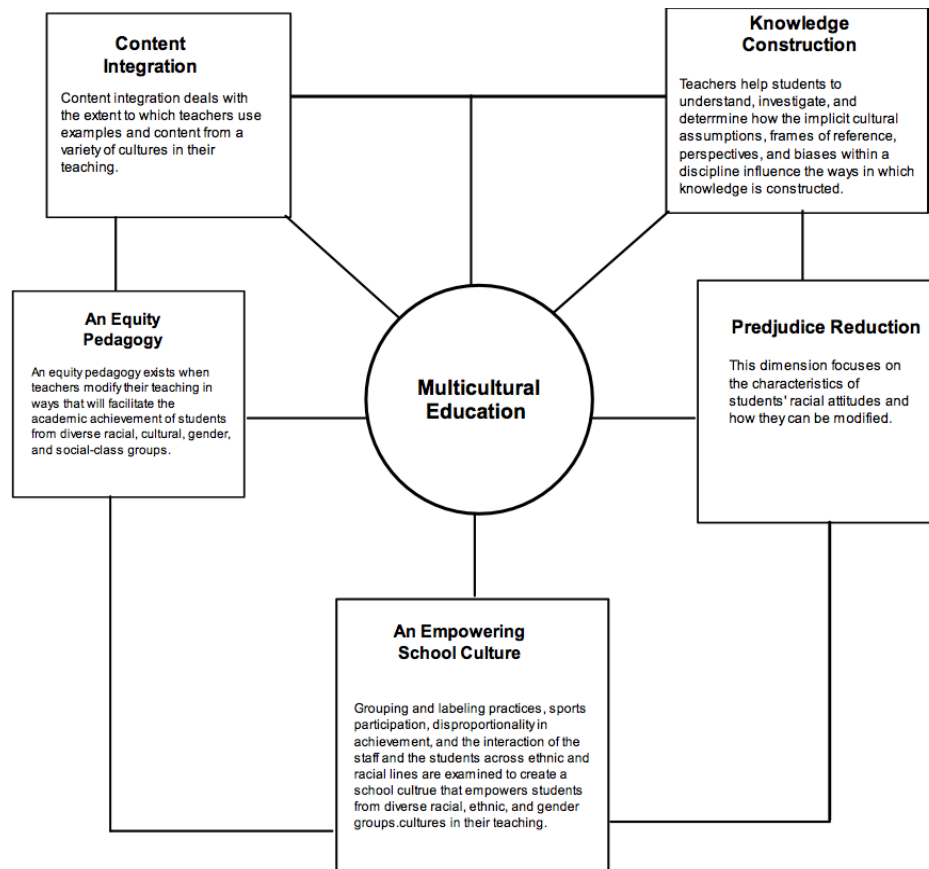 Content
Integration
Content integration deals with
the extent to which teachers use
examples and content from a
variety of cultures in their
teaching.
Knowledge
Construction
Teachers help students to
understand, investigate, and
deterrmine how the implicit cultural
assumptions, frames of reference,
perspectives, and biases within a
discipline influence the ways in which
knowledge is constructed.
An Equity
Pedagogy
An equity pedagogy exists when
teachers modify their teaching in
ways that will facilitate the
academic achievement of students
from diverse racial, cultural, gender,
and social-class groups.
Multicultural
Education
Predjudice Reduction
This dimension focuses on
the characteristics of
students' racial attitudes and
how they can be modified.
An Empowering
School Culture
Grouping and labeling practices, sports
participation, disproportionality in
achievement, and the interaction of the
staff and the students across ethnic and
racial lines are examined to create a
school cultrue that empowers students
from diverse racial, ethnic, and gender
groups.cultures in their teaching.